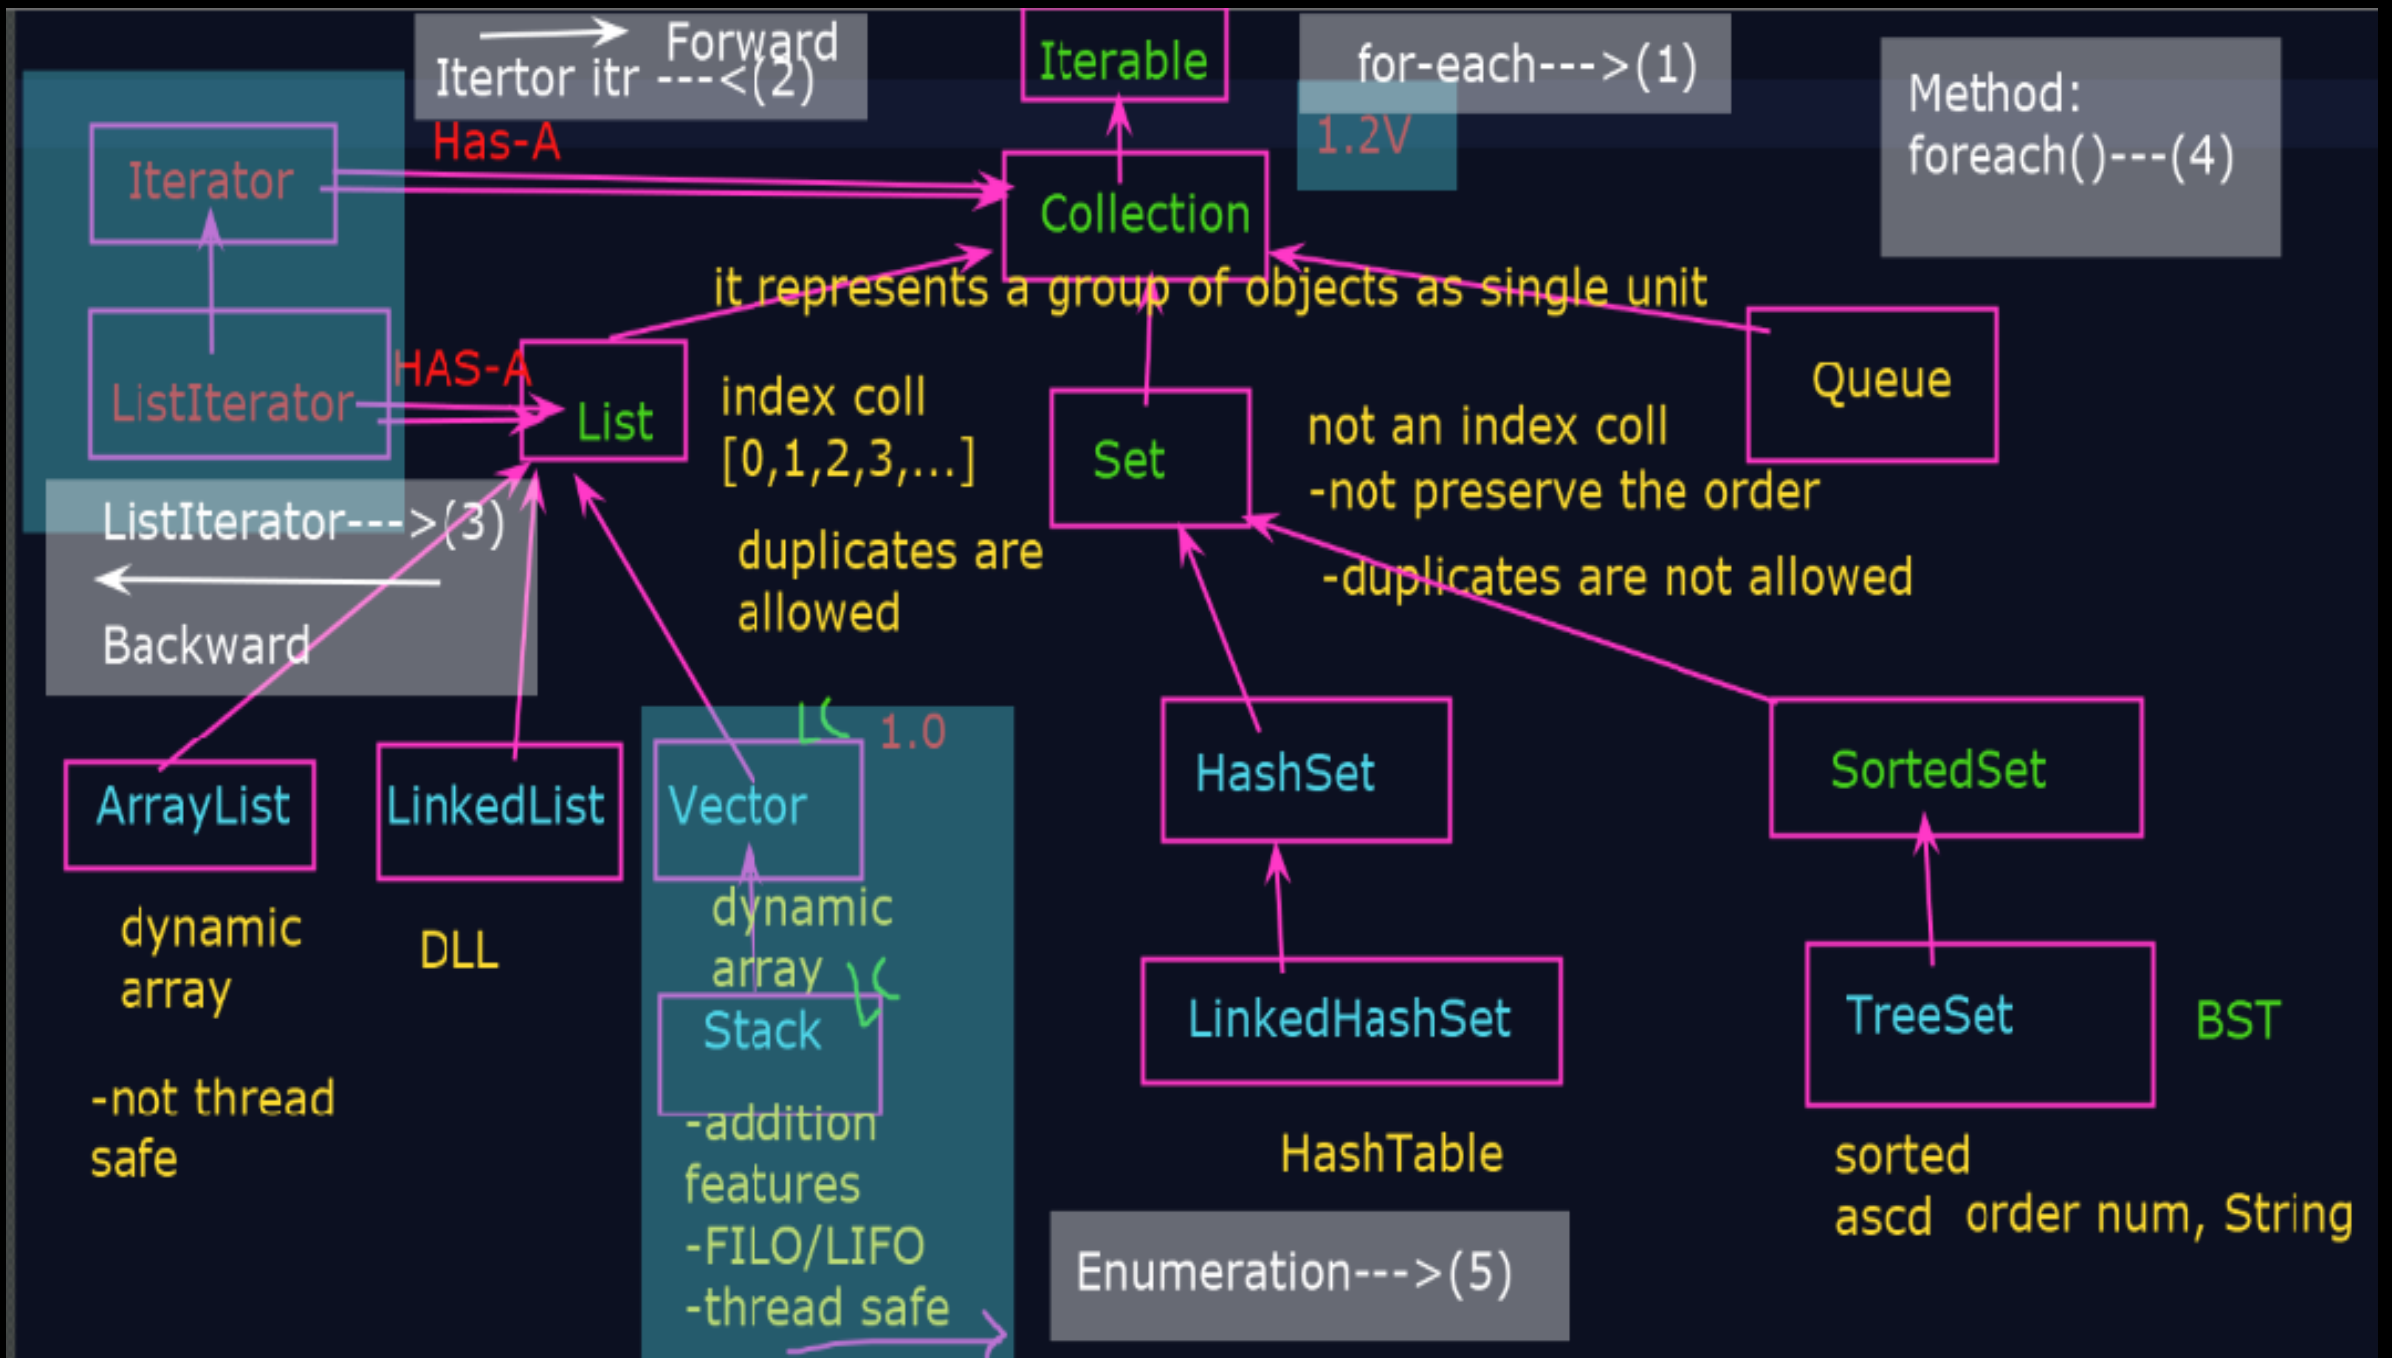 Forward
Itertor itr ---<(2)
Iterable
for-each--->(1)
Method:
foreach()---(4)
1.2V
Has-A
Iterator
Collection
it represents a group of objects as single unit
HAS-A
ListIterator
List
index coll
[0,1,2,3,...]
duplicates are
allowed
Set
not an index coll
-not preserve the order
-duplicates are not allowed
Queue
ListIterator--->(3)
Backward
LC
1.0
ArrayList
LinkedList
Vector
HashSet
SortedSet
dynamic
array
-not thread
safe
DLL
dynamic
array
LC
Stack
-addition
features
-FILO/LIFO
-thread safe
LinkedHashSet
HashTable
TreeSet
BST
sorted
ascd order num, String
Enumeration--->(5)